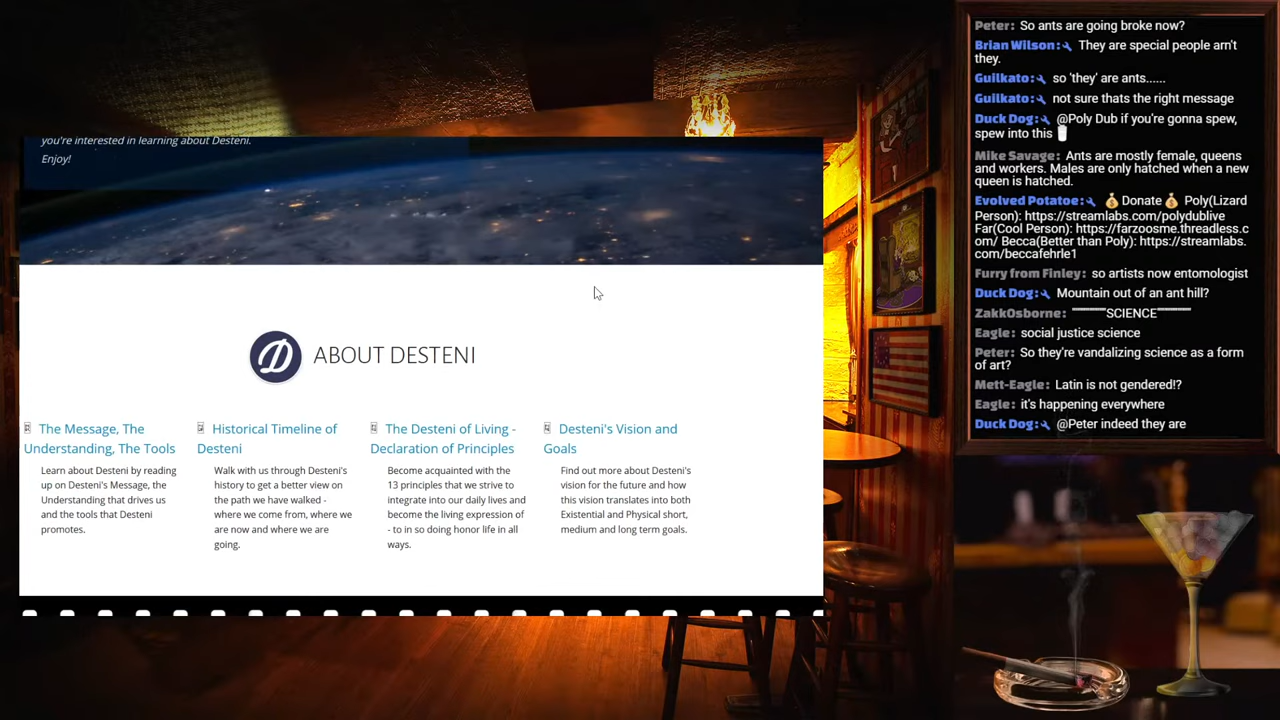 you're interested in learning about Desteni.
Enjoy!
ABOUT DESTENI
The Message, The
Understanding, The Tools
Learn about Desteni by reading
up on Desteni's Message, the
Understanding that drives us
and the tools that Desteni
promotes.
Historical Timeline of
Desteni
Walk with us through Desteni's
history to get a better view on
the path we have walked -
where we come from, where we
are now and where we are
going.
The Desteni of Living -
Declaration of Principles
Become acquainted with the
13 principles that we strive to
integrate into our daily lives and
become the living expression of
- to in so doing honor life in all
ways.
Desteni's Vision and
Goals
Find out more about Desteni's
vision for the future and how
this vision translates into both
Existential and Physical short,
medium and long term goals.
Peter: So ants are going broke now?
Brian Wilson: They are special people arn't
they.
Guilkato: so 'they' are ants......
Guilkato: not sure thats the right message
Duck Dog: @Poly Dub if you're gonna spew,
spew into this
Mike Savage: Ants are mostly female, queens
and workers. Males are only hatched when a new
queen is hatched.
Evolved Potatoe: 💰Donate💰 Poly(Lizard
Person): https://streamlabs.com/polydublive
Far(Cool Person): https://farzoosme.threadless.c
om/ Becca(Better than Poly): https://streamlabs.
com/beccafehrle1
Furry from Finley: so artists now entomologist
Duck Dog: Mountain out of an ant hill?
ZakkOsborne: """""""SCIENCE"""""""
Eagle: social justice science
Peter: So they're vandalizing science as a form
of art?
Mett-Eagle: Latin is not gendered!?
Eagle: it's happening everywhere
Duck Dog: @Peter indeed they are